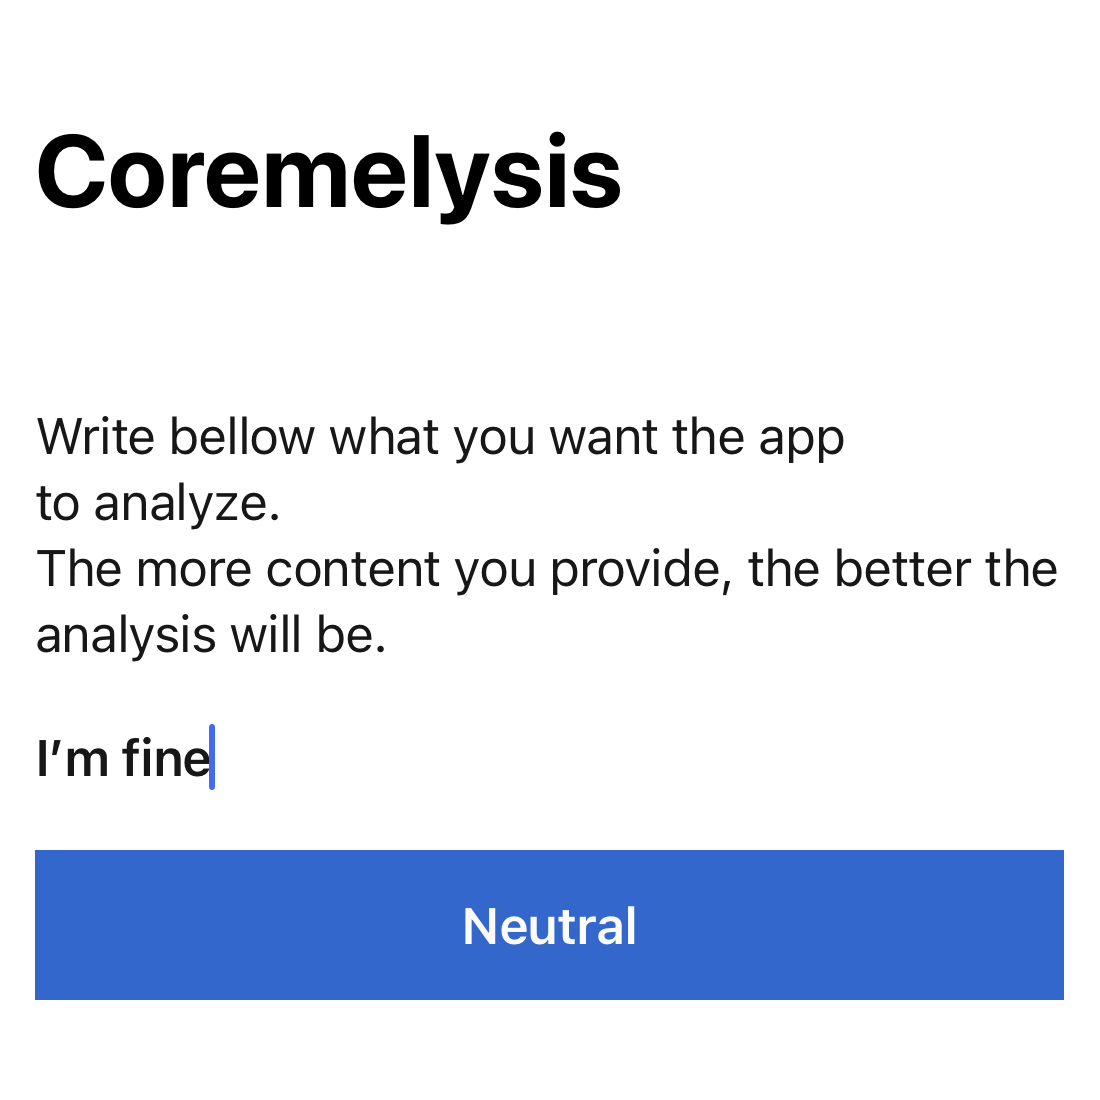 Coremelysis
Write bellow what you want the app
to analyze.
The more content you provide, the better the
analysis will be.
I’m fine
Neutral